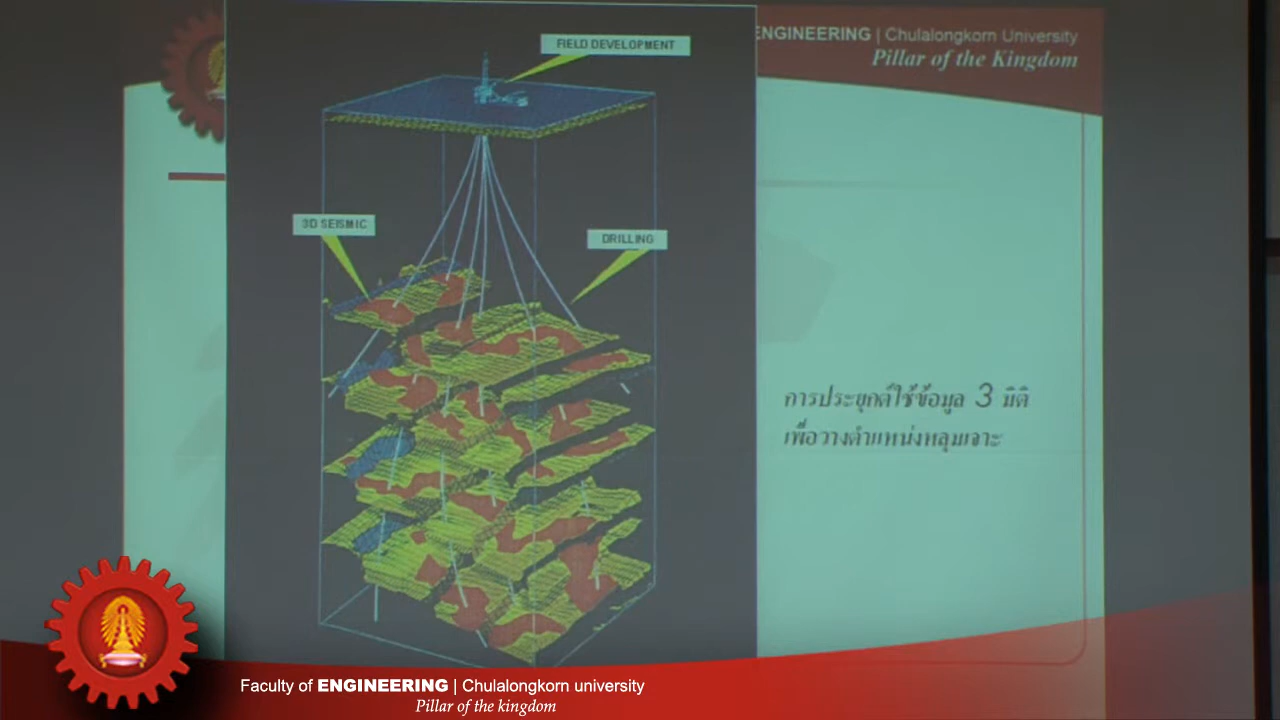 ENGINEERING | Chulalongkorn University
Pillar of the Kingdom
FIELD DEVELOPMENT
3D SEISMIC
DRILLING
การประยุกต์ใช้ข้อมูล 3 มิติ
เพื่อวางตำแหน่งหลุมเจาะ
Faculty of ENGINEERING | Chulalongkorn university
Pillar of the kingdom